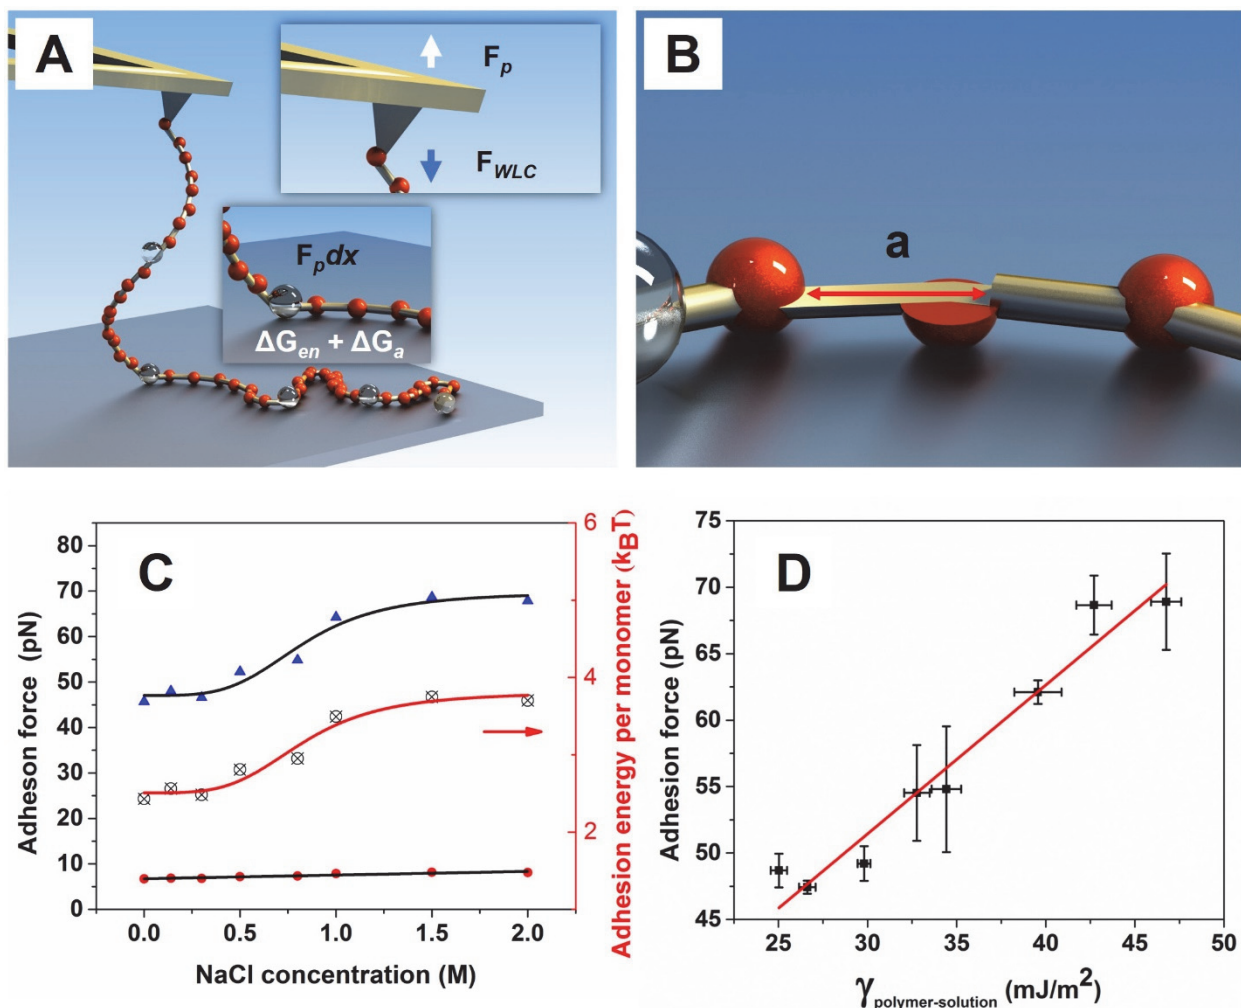 A
F_p
F_WLC
F_pdx
ΔG_en + ΔG_a
B
a
C
Adheson force (pN)
80
70
60
50
40
30
20
10
0
0.0 0.5 1.0 1.5 2.0
NaCl concentration (M)
6
4
2
Adhesion energy per monomer (k_BT)
D
Adhesion force (pN)
75
70
65
60
55
50
45
25 30 35 40 45 50
γ_polymer-solution (mJ/m²)